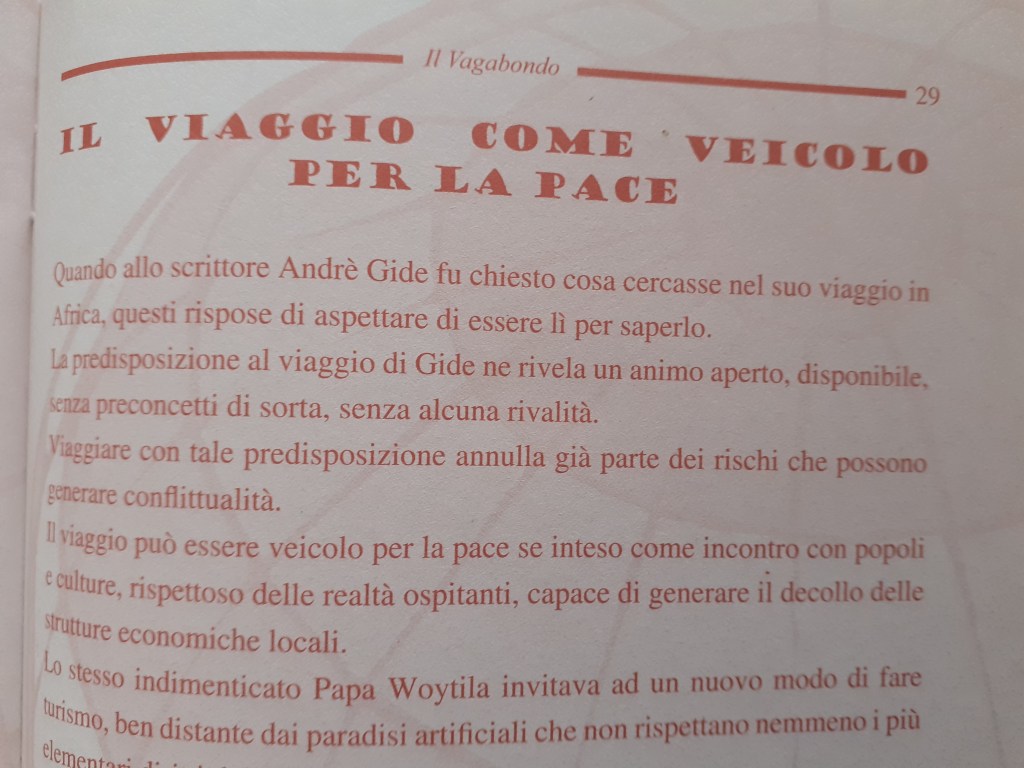 Il Vagabondo
29
IL VIAGGIO COME VEICOLO
PER LA PACE
Quando allo scrittore Andrè Gide fu chiesto cosa cercasse nel suo viaggio in
Africa, questi rispose di aspettare di essere lì per saperlo.
La predisposizione al viaggio di Gide ne rivela un animo aperto, disponibile,
senza preconcetti di sorta, senza alcuna rivalità.
Viaggiare con tale predisposizione annulla già parte dei rischi che possono
generare conflittualità.
Il viaggio può essere veicolo per la pace se inteso come incontro con popoli
e culture, rispettoso delle realtà ospitanti, capace di generare il decollo delle
strutture economiche locali.
Lo stesso indimenticato Papa Woytila invitava ad un nuovo modo di fare
turismo, ben distante dai paradisi artificiali che non rispettano nemmeno i più
elementari